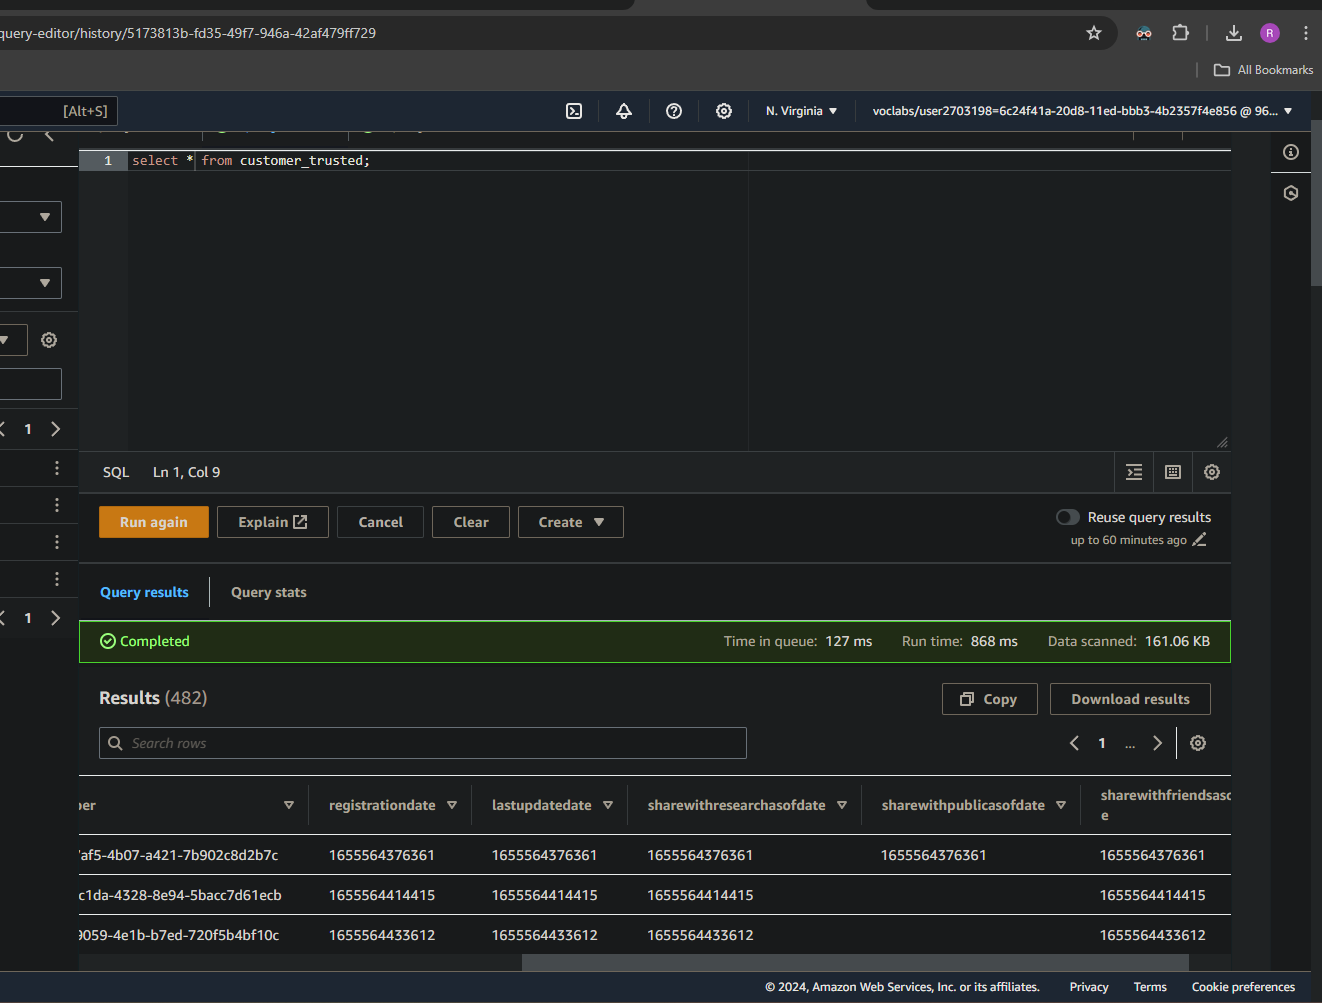 query-editor/history/5173813b-fd35-49f7-946a-42af479ff729
R
All Bookmarks
[Alt+S]
N. Virginia
voclabs/user2703198=6c24f41a-20d8-11ed-bbb3-4b2357f4e856 @ 96...
1 select * from customer_trusted;
1
SQL Ln 1, Col 9
Run again Explain Cancel Clear Create
Reuse query results
up to 60 minutes ago
Query results Query stats
1
Completed Time in queue: 127 ms Run time: 868 ms Data scanned: 161.06 KB
Results (482) Copy Download results
Search rows 1 ...
ber registrationdate lastupdatedate sharewithresearchasofdate sharewithpublicasofdate sharewithfriendsaso
e
'af5-4b07-a421-7b902c8d2b7c 1655564376361 1655564376361 1655564376361 1655564376361 1655564376361
c1da-4328-8e94-5bacc7d61ecb 1655564414415 1655564414415 1655564414415 1655564414415
9059-4e1b-b7ed-720f5b4bf10c 1655564433612 1655564433612 1655564433612 1655564433612
© 2024, Amazon Web Services, Inc. or its affiliates. Privacy Terms Cookie preferences